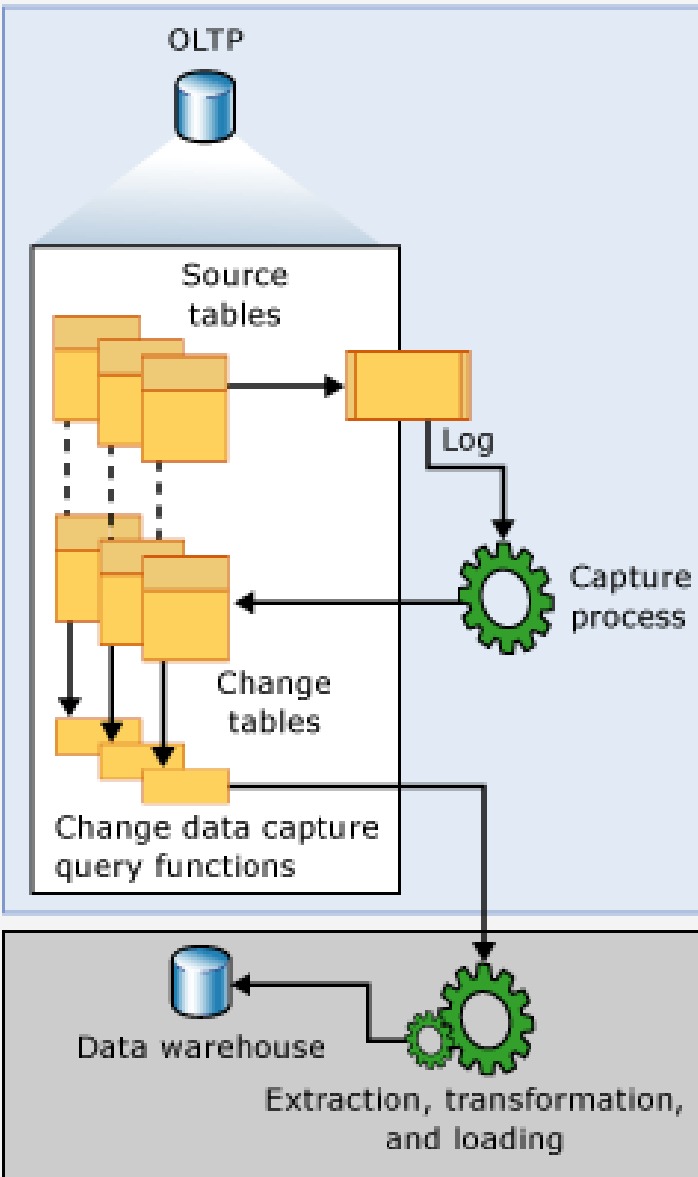 OLTP
Source
tables
Log
Capture
process
Change
tables
Change data capture
query functions
Data warehouse
Extraction, transformation,
and loading